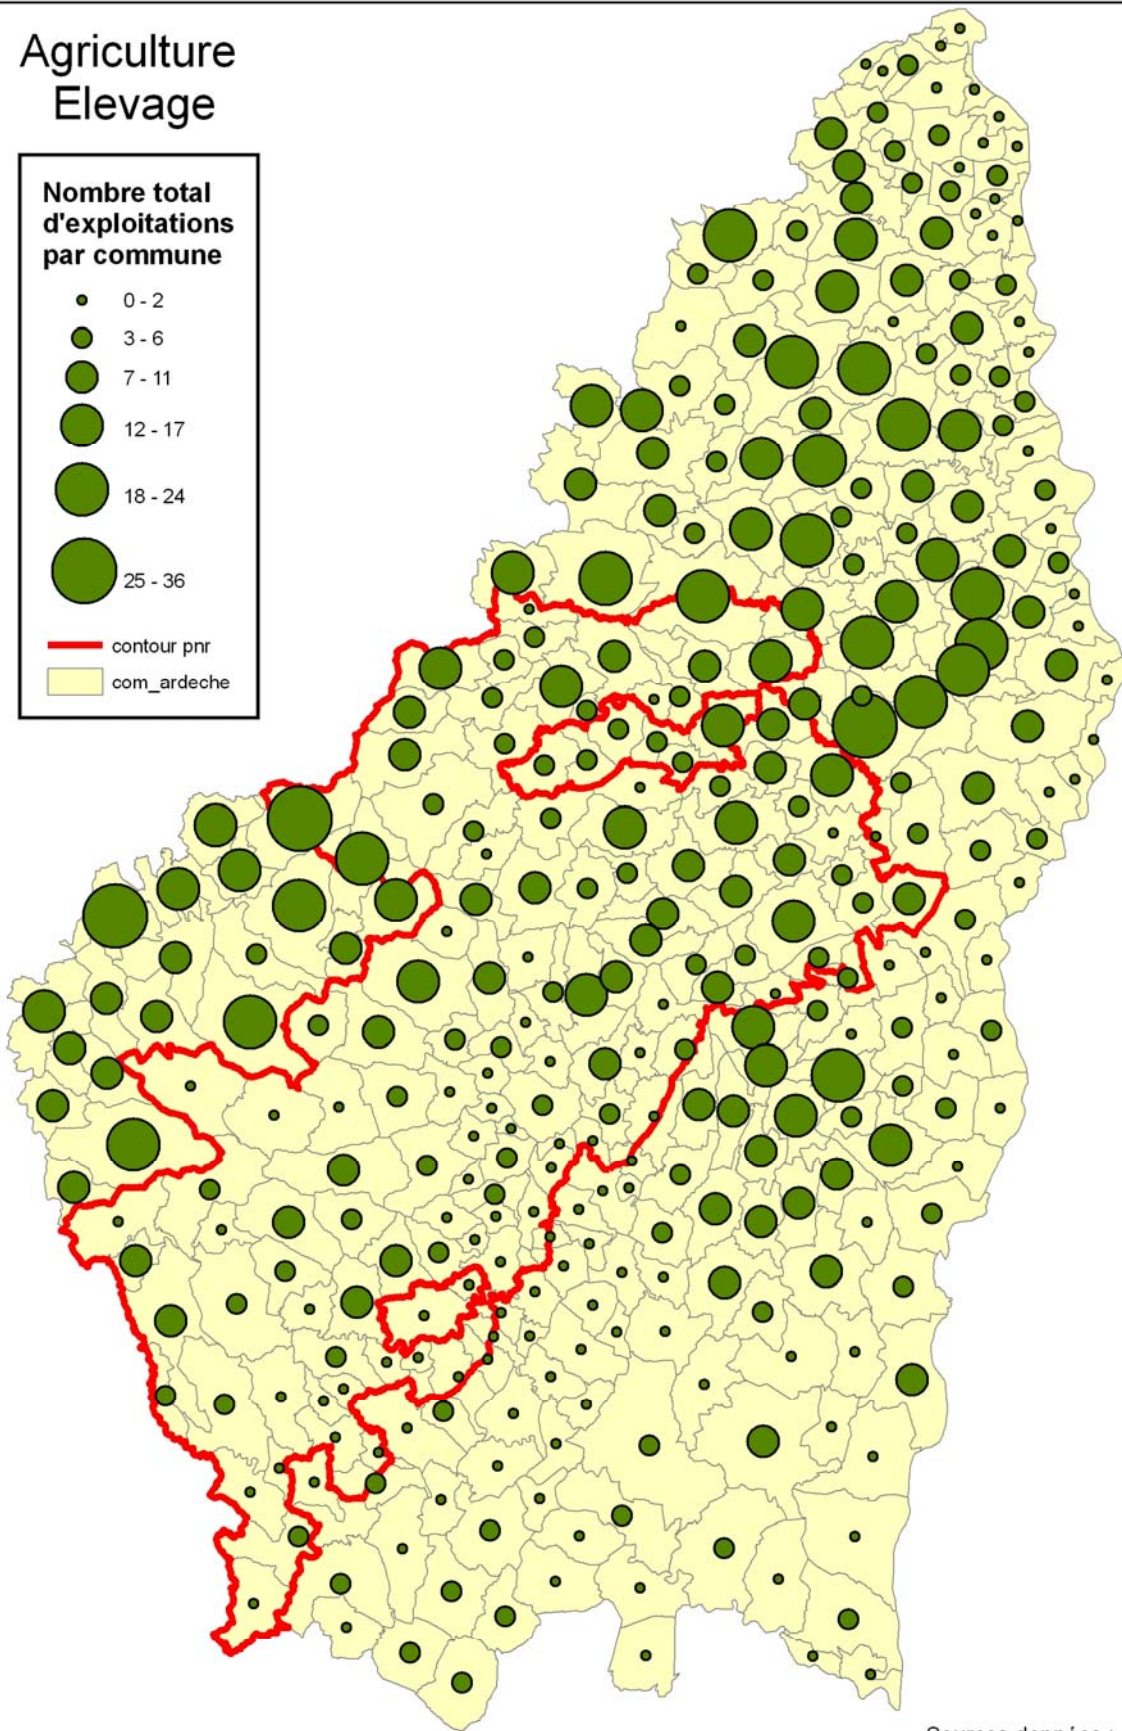 Agriculture
Elevage
Nombre total
d'exploitations
par commune
0 - 2
3 - 6
7 - 11
12 - 17
18 - 24
25 - 36
contour pnr
com_ardeche